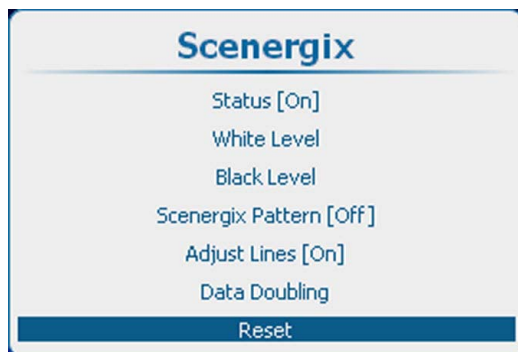 Scenergix
Status [On]
White Level
Black Level
Scenergix Pattern [Off]
Adjust Lines [On]
Data Doubling
Reset